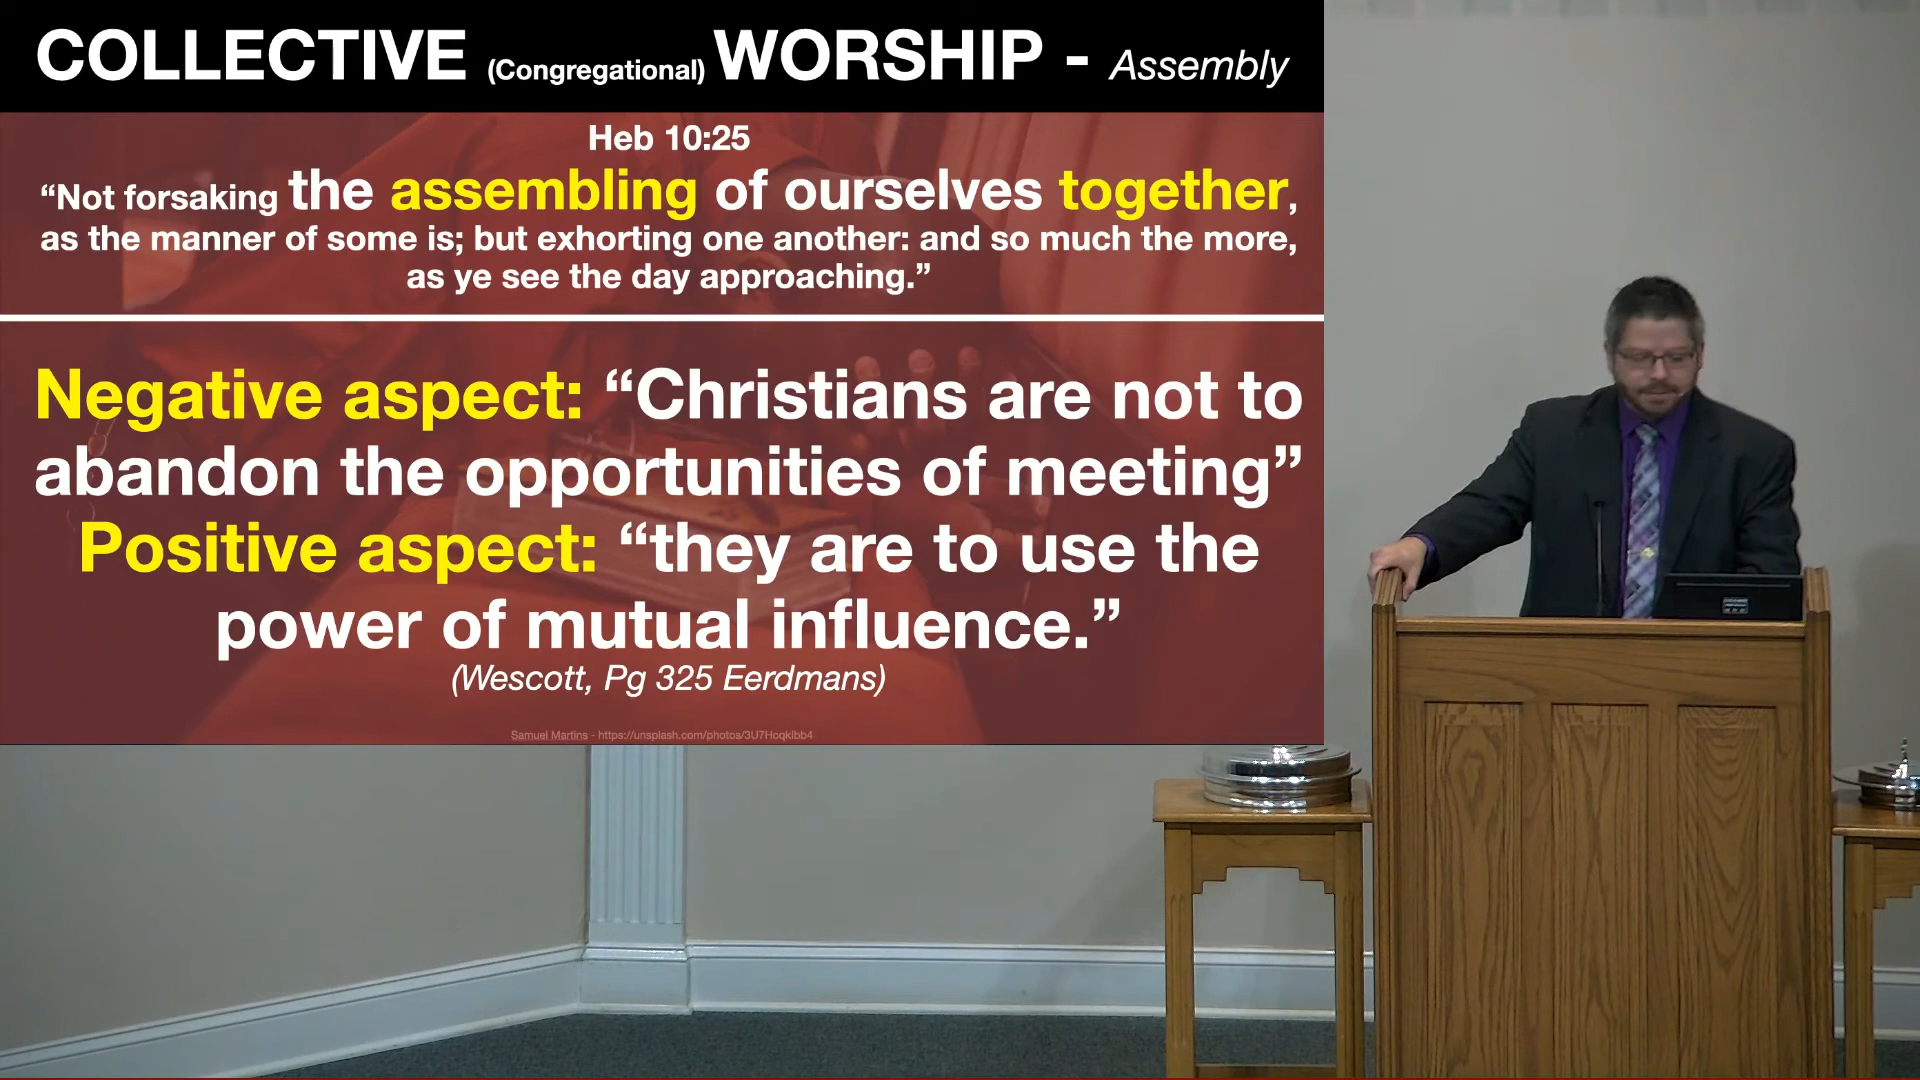 COLLECTIVE (Congregational) WORSHIP - Assembly
Heb 10:25
“Not forsaking the assembling of ourselves together,
as the manner of some is; but exhorting one another: and so much the more,
as ye see the day approaching.”
Negative aspect: “Christians are not to
abandon the opportunities of meeting”
Positive aspect: “they are to use the
power of mutual influence.”
(Wescott, Pg 325 Eerdmans)
Samuel Martins - https://unsplash.com/photos/3U7Hcqklbb4